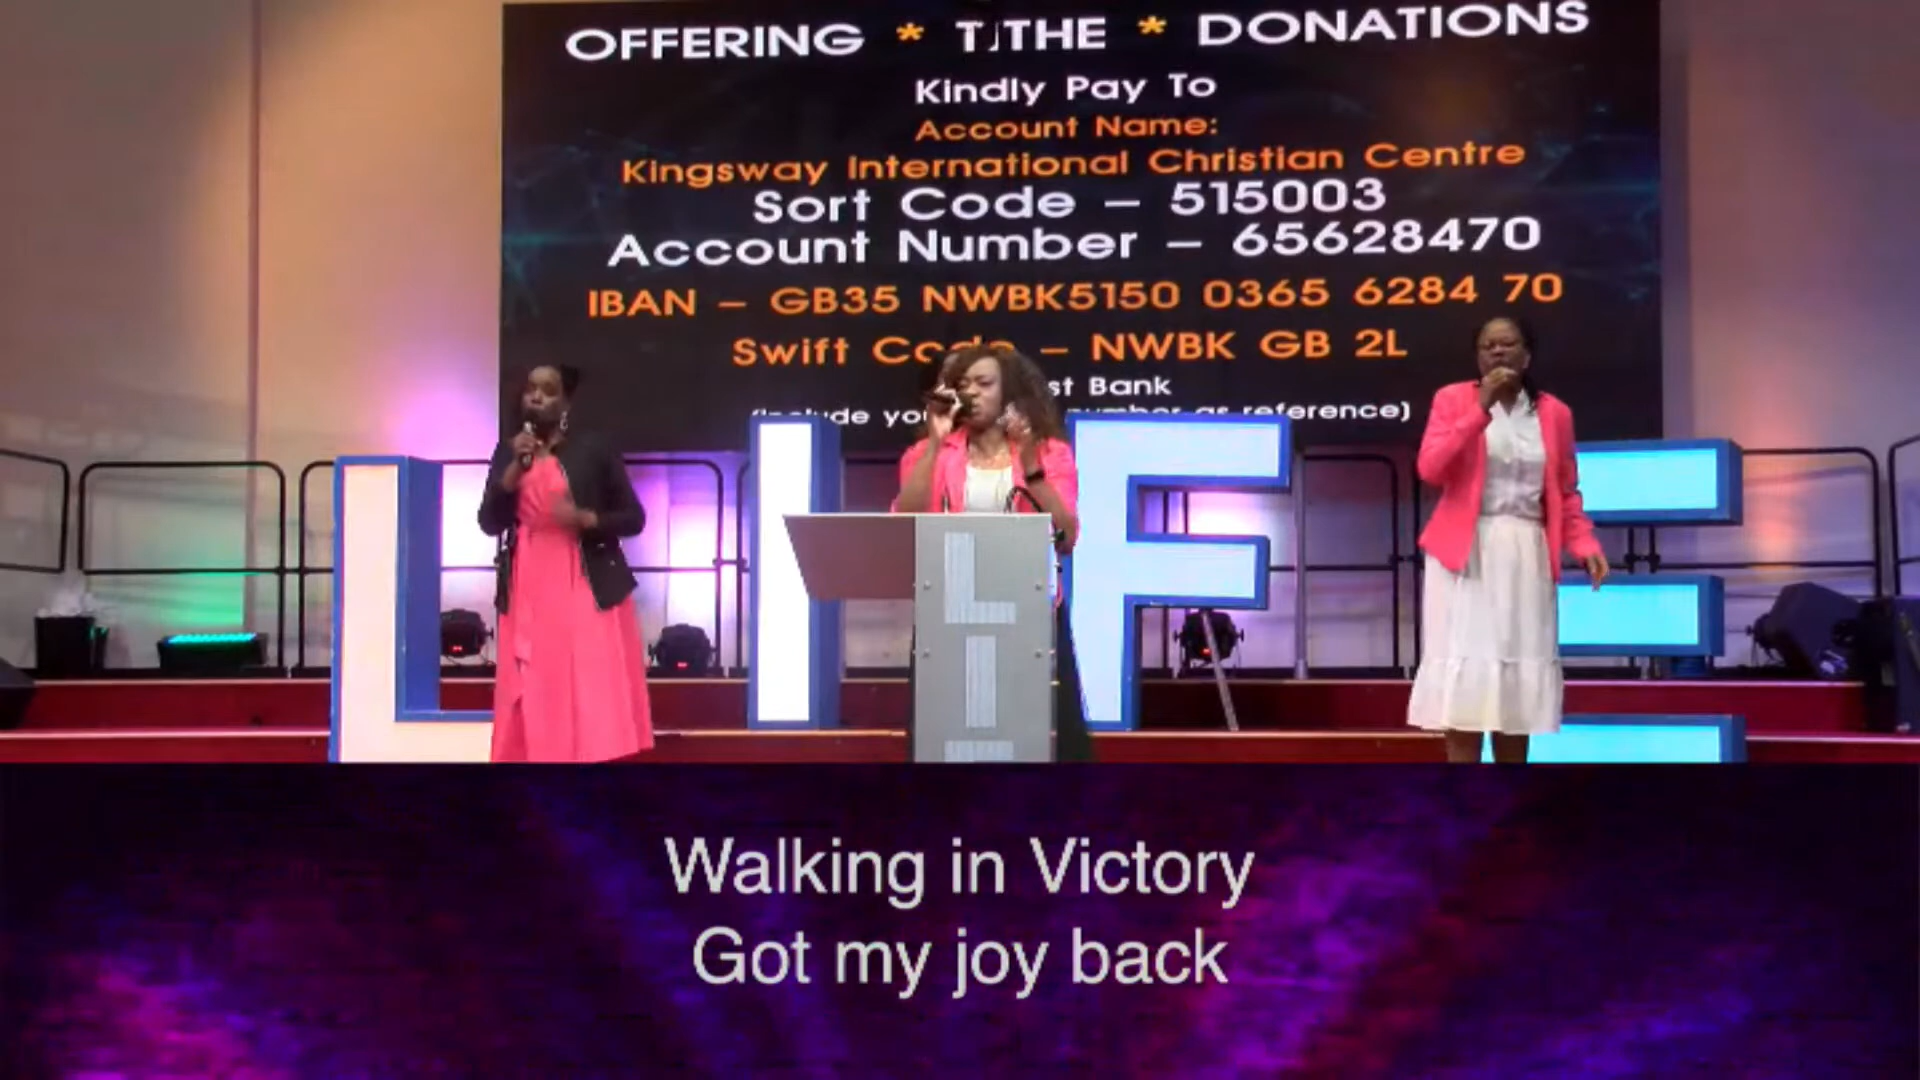 OFFERING * TITHE * DONATIONS
Kindly Pay To
Account Name:
Kingsway International Christian Centre
Sort Code – 515003
Account Number – 65628470
IBAN – GB35 NWBK5150 0365 6284 70
Swift Code – NWBK GB 2L
Bank
as reference)
LIFE
LI
Walking in Victory
Got my joy back